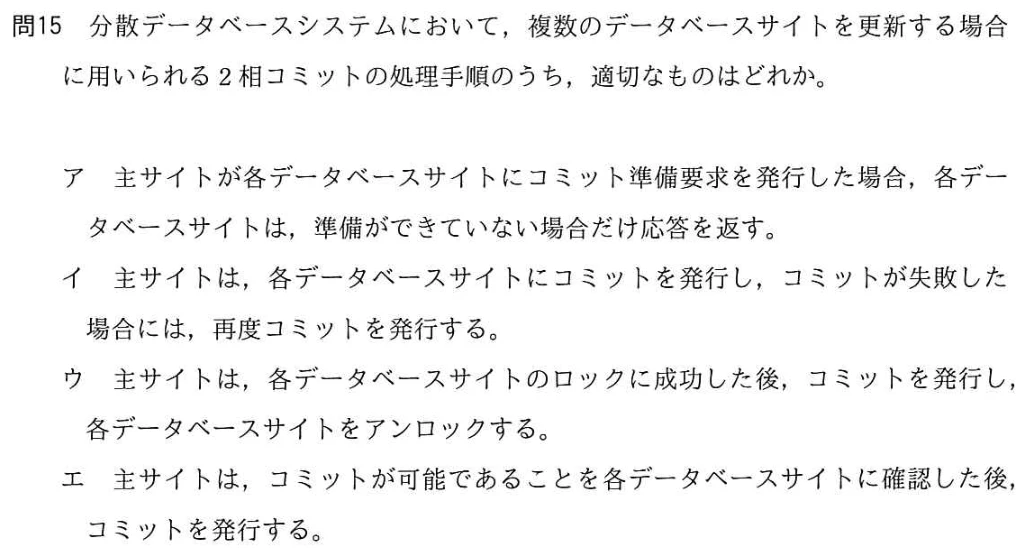 問15 分散データベースシステムにおいて，複数のデータベースサイトを更新する場合
に用いられる２相コミットの処理手順のうち，適切なものはどれか。
ア 主サイトが各データベースサイトにコミット準備要求を発行した場合，各デー
タベースサイトは，準備ができていない場合だけ応答を返す。
イ 主サイトは，各データベースサイトにコミットを発行し，コミットが失敗した
場合には，再度コミットを発行する。
ウ 主サイトは，各データベースサイトのロックに成功した後，コミットを発行し，
各データベースサイトをアンロックする。
エ 主サイトは，コミットが可能であることを各データベースサイトに確認した後，
コミットを発行する。